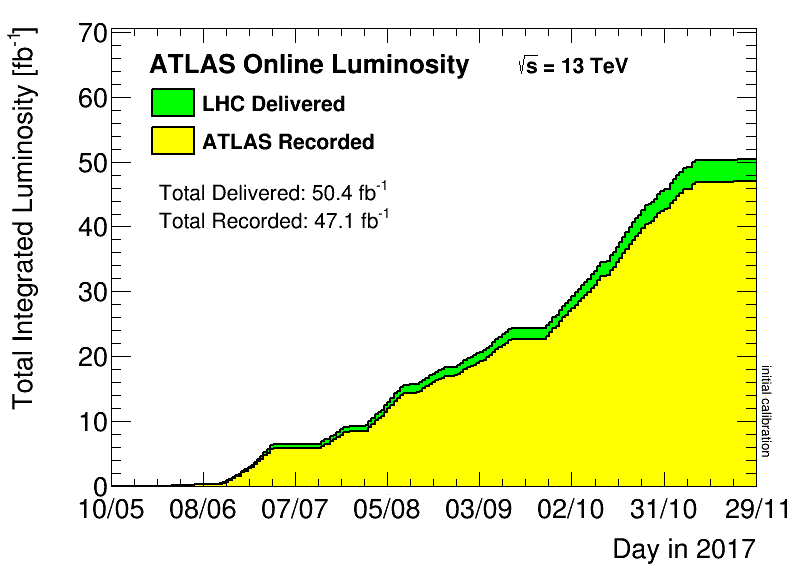 70
60
50
40
30
20
10
0
Total Integrated Luminosity [fb⁻¹]
ATLAS Online Luminosity
√s = 13 TeV
LHC Delivered
ATLAS Recorded
Total Delivered: 50.4 fb⁻¹
Total Recorded: 47.1 fb⁻¹
initial calibration
10/05 08/06 07/07 05/08 03/09 02/10 31/10 29/11
Day in 2017